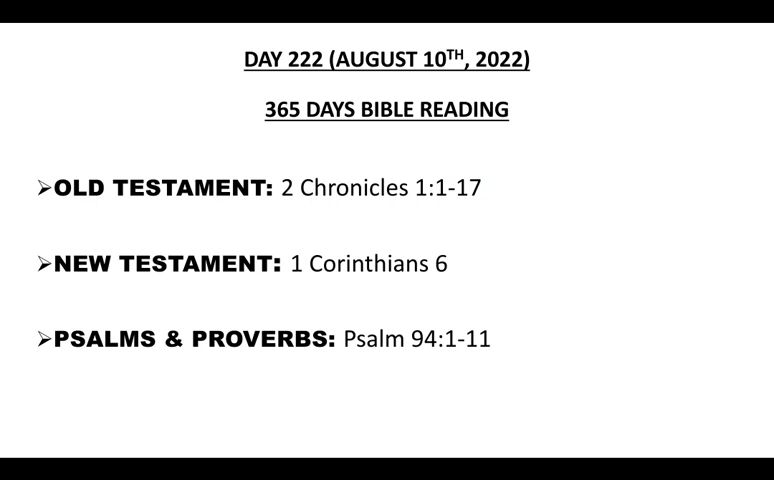 DAY 222 (AUGUST 10TH, 2022)
365 DAYS BIBLE READING
➢OLD TESTAMENT: 2 Chronicles 1:1-17
➢NEW TESTAMENT: 1 Corinthians 6
➢PSALMS & PROVERBS: Psalm 94:1-11